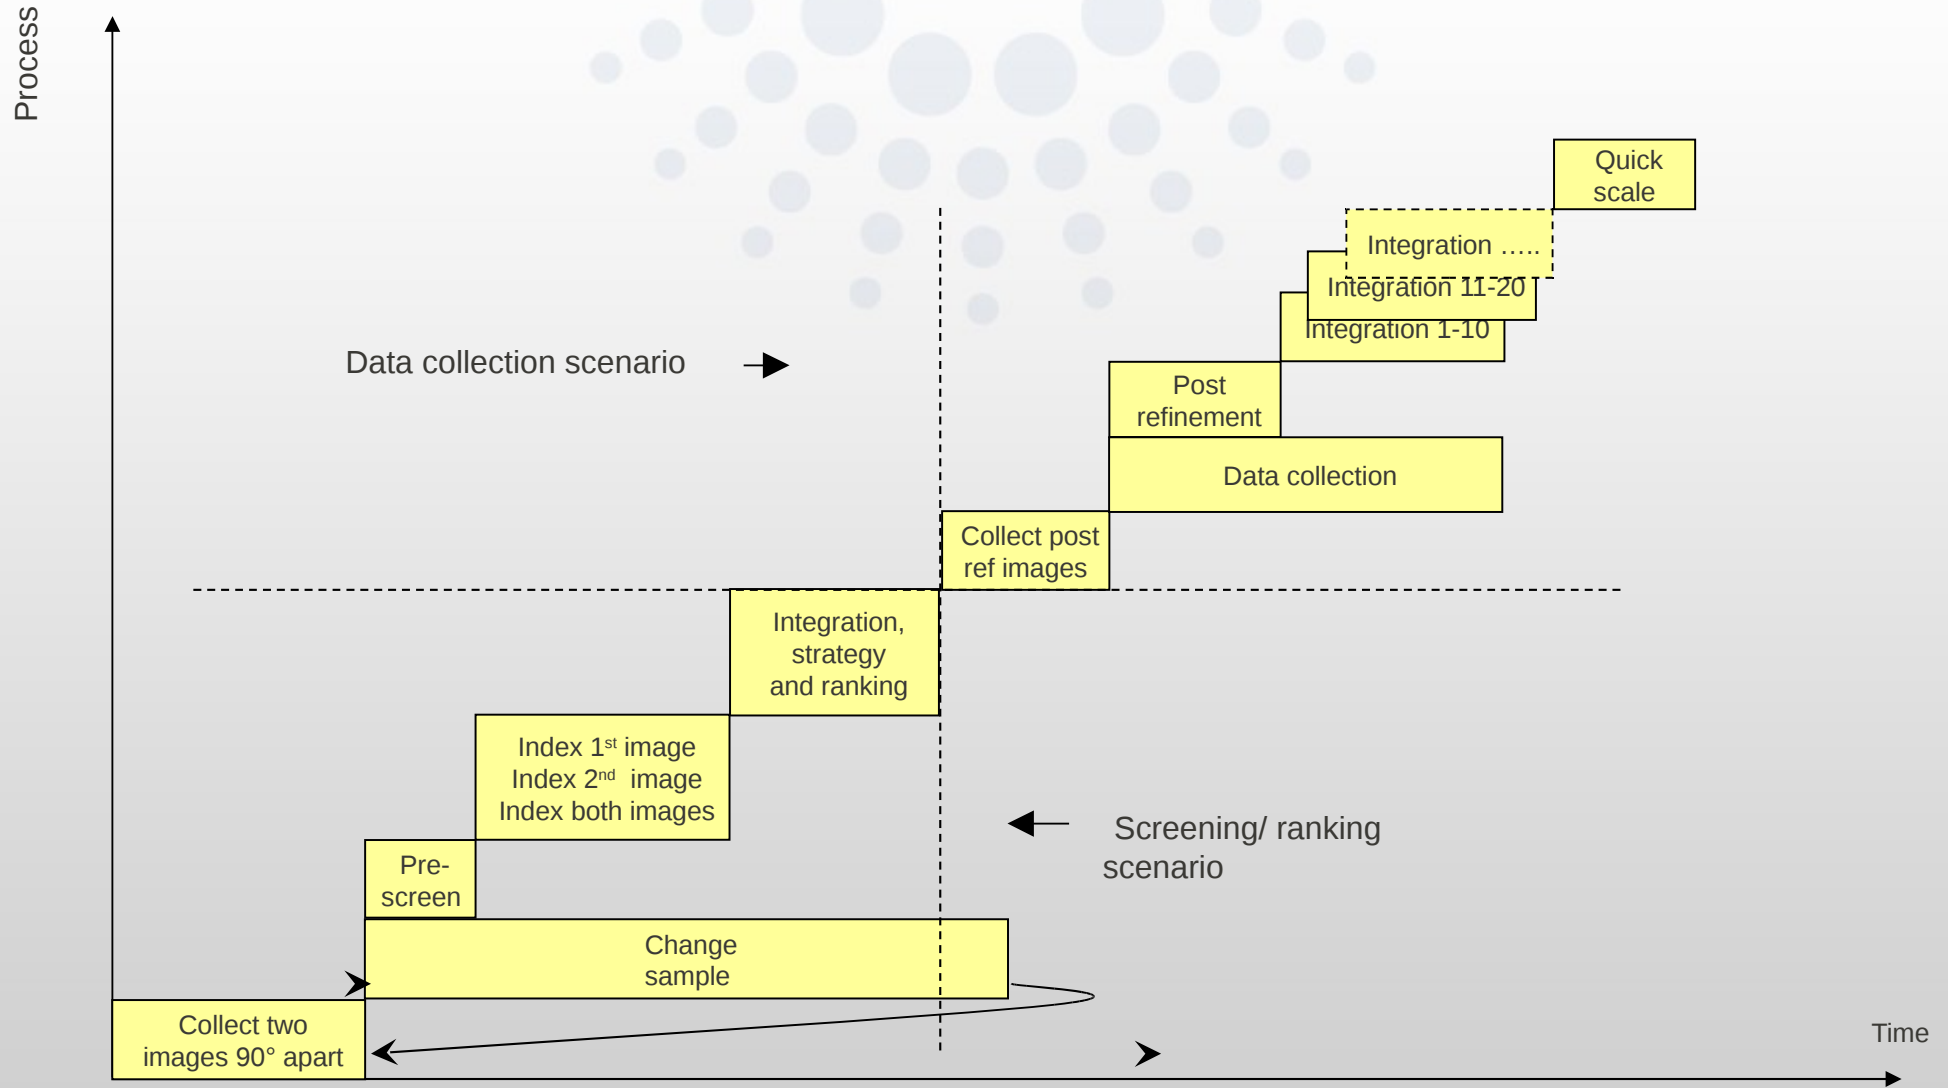 Process
Quick
scale
Integration …..
Integration 11-20
Integration 1-10
Data collection scenario
Post
refinement
Data collection
Collect post
ref images
Integration,
strategy
and ranking
Index 1st image
Index 2nd  image
Index both images
Screening/ ranking
scenario
Pre-
screen
Change
sample
Collect two
images 90° apart
Time